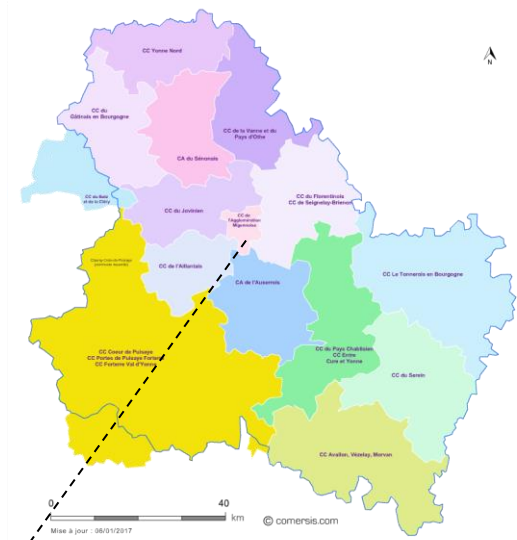 CC Yonne Nord
N
CC du
Gâtinais en Bourgogne
CC de la Vanne et du
Pays d'Othe
CA du Sénonais
CC du Florentinois
CC de Seignelay-Brienon
CC du Jovinien
CC de
l'Agglomération
Migennoise
CC de l'Aillantais
CA de l'Auxerrois
CC Le Tonnerrois en Bourgogne
CC Coeur de Puisaye
CC Portes de Puisaye Forterre
CC Forterre Val d'Yonne
CC du Pays Chablisien
CC Entre
Cure et Yonne
CC du Serein
CC Avallon, Vézelay, Morvan
0
40
km
© comersis.com
Mise à jour : 06/01/2017